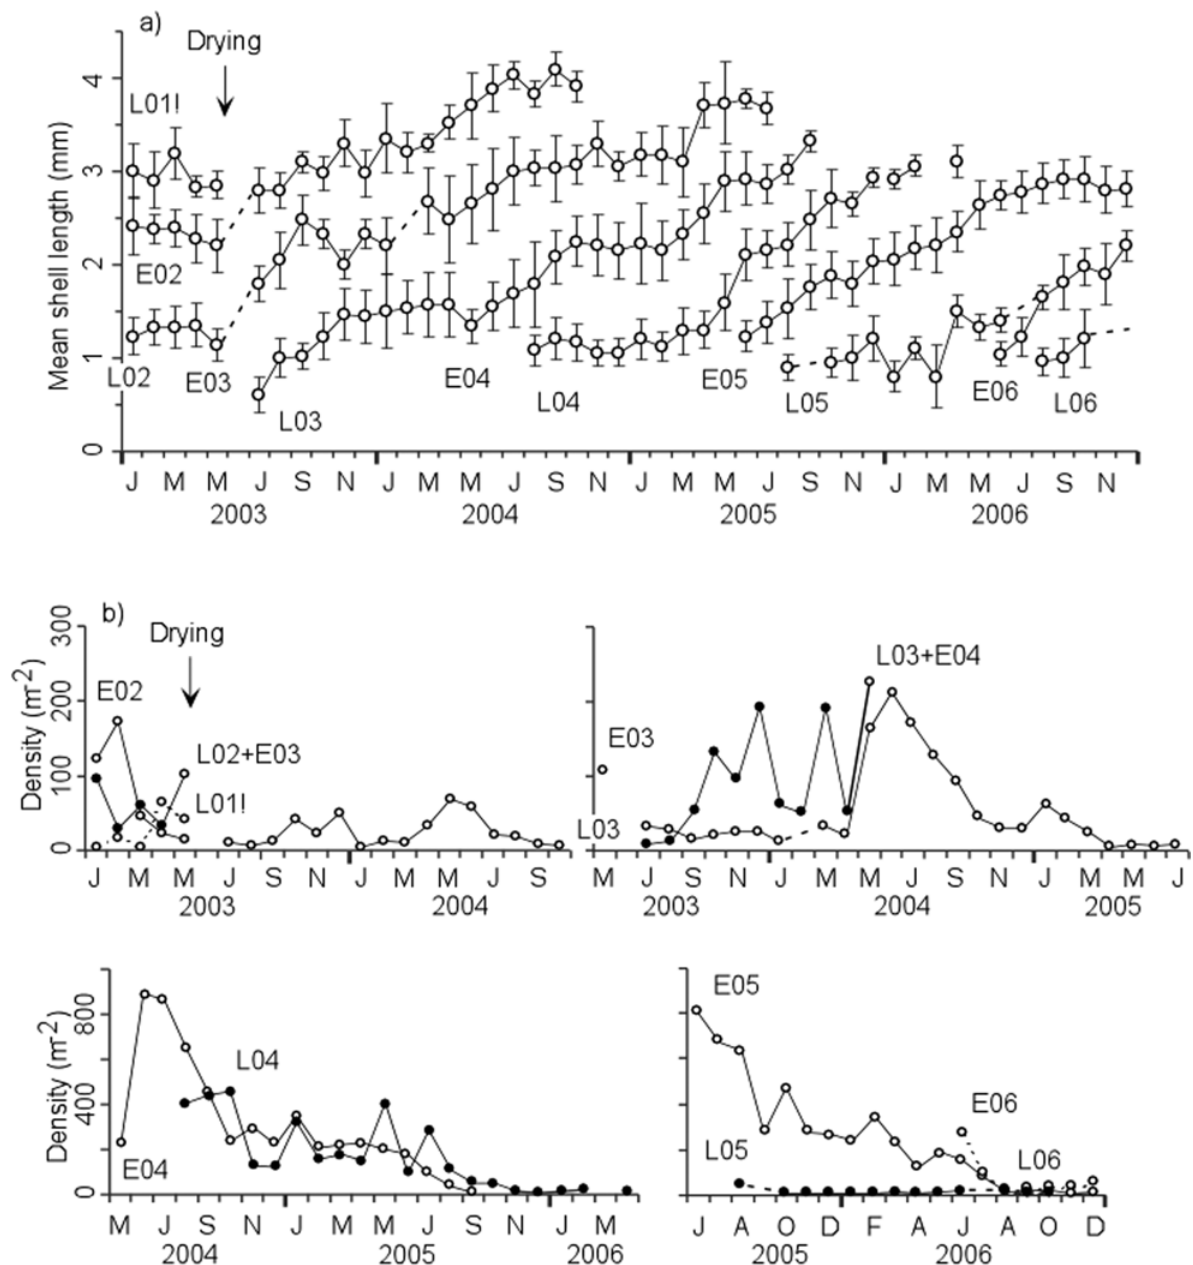 a)
Drying
L01!
E02
L02
E03
L03
E04
L04
E05
L05
E06
L06
Mean shell length (mm)
4
3
2
1
0
J M M J S N J M M J S N J M M J S N J M M J S N
2003 2004 2005 2006
b)
Drying
E02
L02+E03
L01!
Density (m-2)
300
200
100
0
J M M J S N J M M J S
2003 2004
L03+E04
E03
L03
M J S N J M M J S N J M M J
2003 2004 2005
L04
E04
Density (m-2)
800
400
0
M J S N J M M J S N J M
2004 2005 2006
E05
E06
L05
L06
J A O D F A J A O D
2005 2006